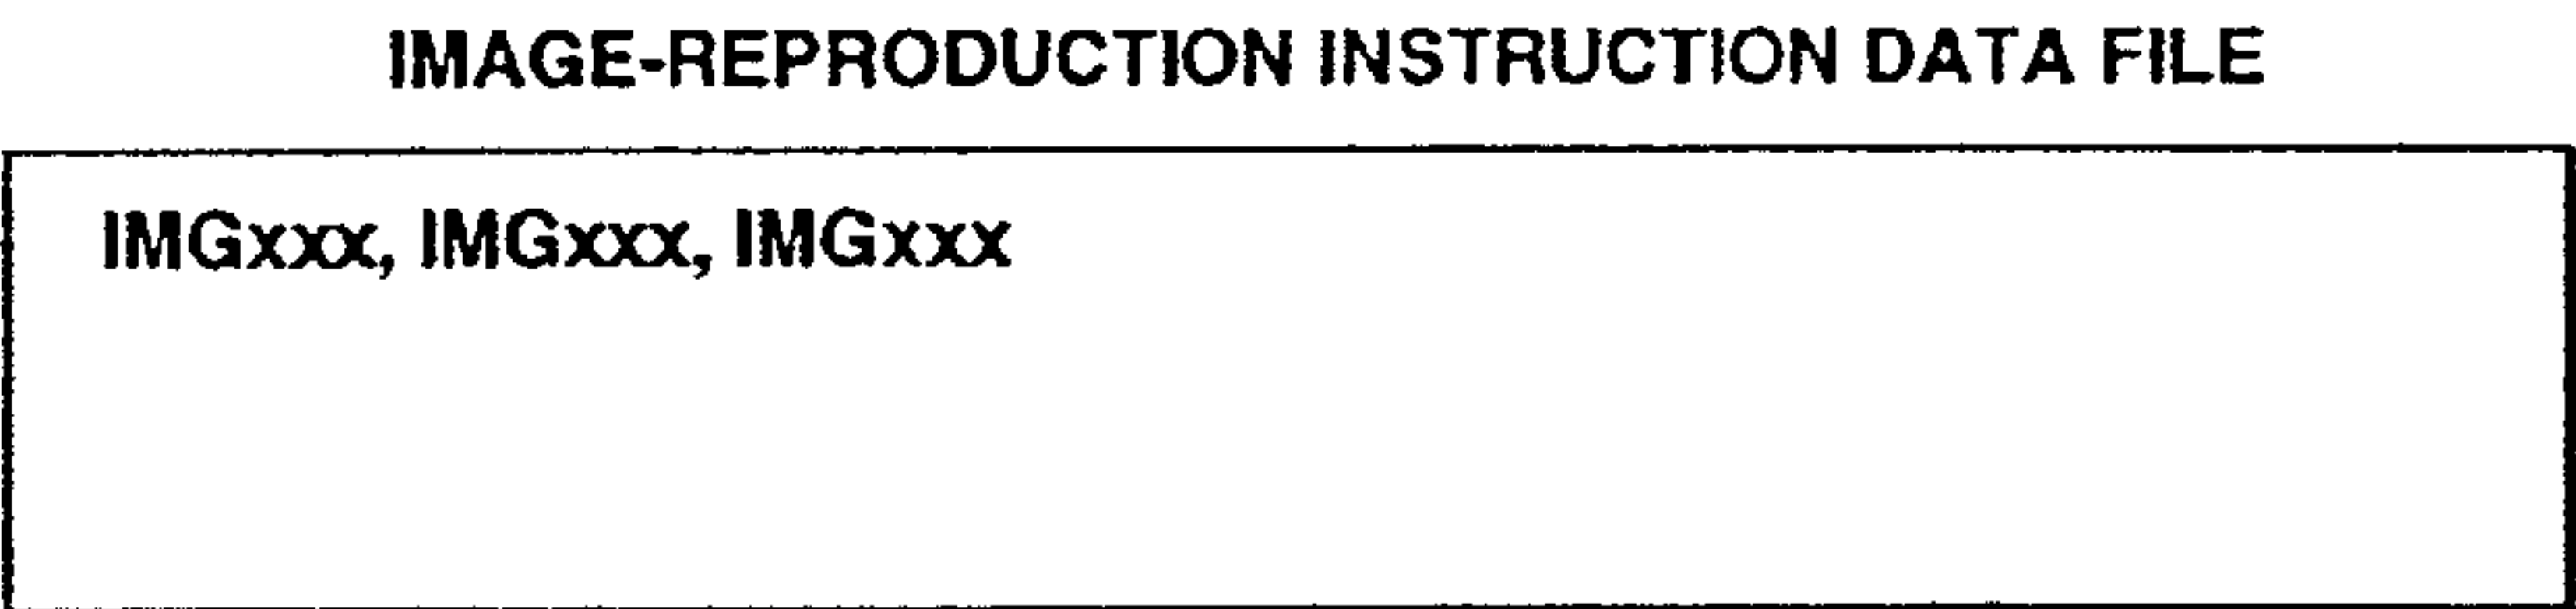 IMAGE-REPRODUCTION INSTRUCTION DATA FILE
IMGxxx, IMGxxx, IMGxxx